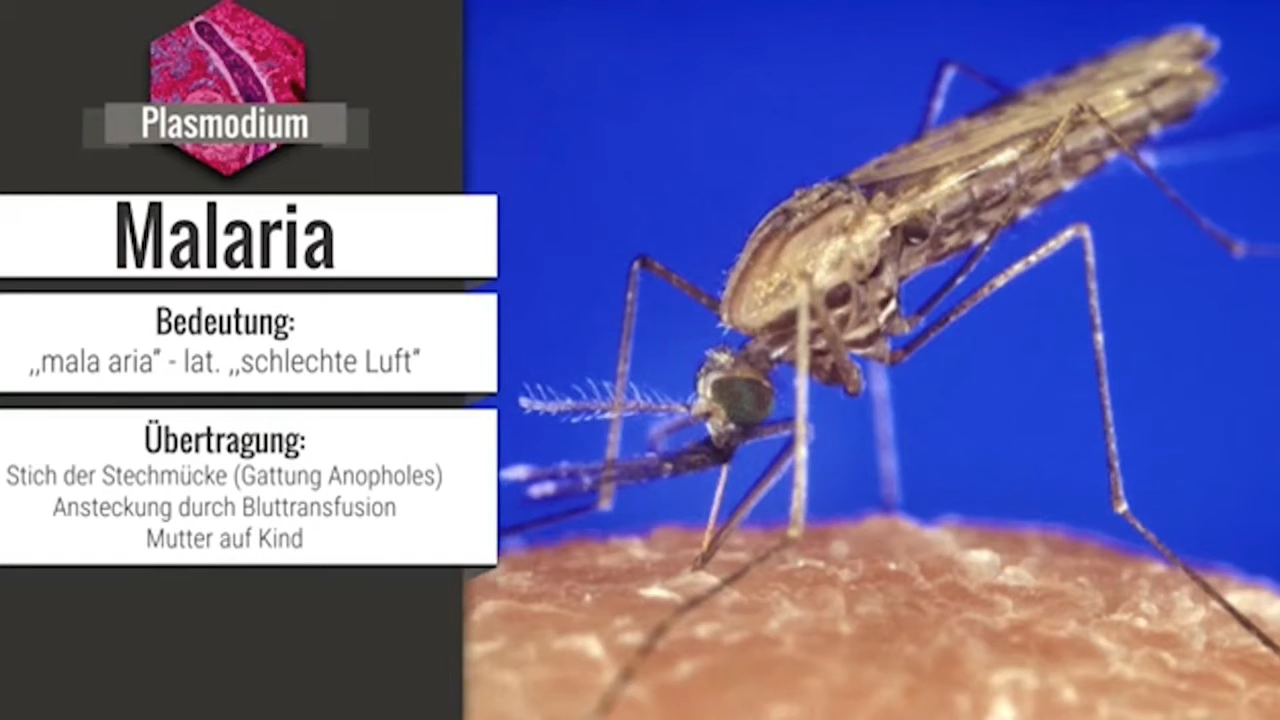 Plasmodium
Malaria
Bedeutung:
,,mala aria“ - lat. ,,schlechte Luft“
Übertragung:
Stich der Stechmücke (Gattung Anopholes)
Ansteckung durch Bluttransfusion
Mutter auf Kind